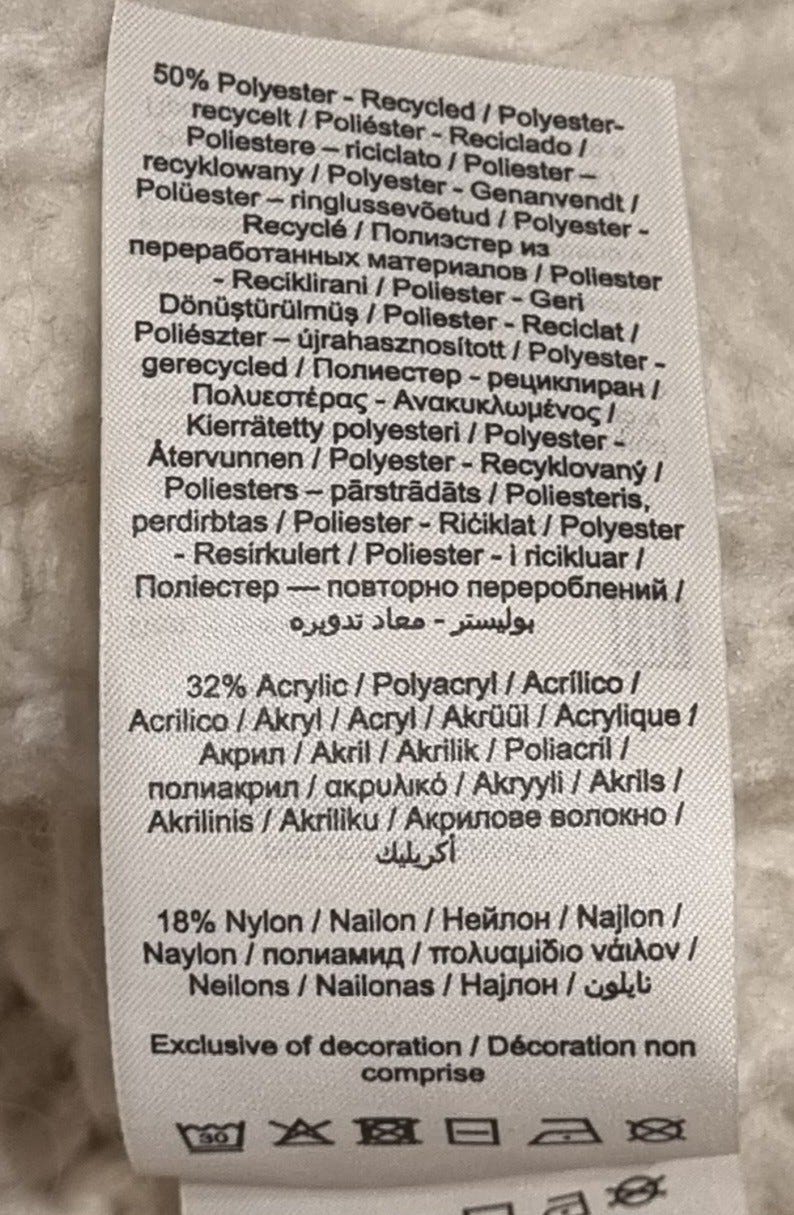 50% Polyester - Recycled / Polyester-
recycelt / Poliéster - Reciclado /
Poliestere – riciclato / Poliester –
recyklowany / Polyester - Genanvendt /
Polüester – ringlussevõetud / Polyester -
Recyclé / Полиэстер из
переработанных материалов / Poliester
- Reciklirani / Poliester - Geri
Dönüştürülmüş / Poliester - Reciclat /
Poliészter – újrahasznosított / Polyester -
gerecycled / Полиестер - рециклиран /
Πολυεστέρας - Ανακυκλωμένος /
Kierrätetty polyesteri / Polyester -
Återvunnen / Polyester - Recyklovaný /
Poliesters – pārstrādāts / Poliesteris,
perdirbtas / Poliester - Riċiklat / Polyester
- Resirkulert / Poliester - i ricikluar /
Поліестер — повторно перероблений /
بوليستر - معاد تدويره
32% Acrylic / Polyacryl / Acrílico /
Acrilico / Akryl / Acryl / Akrüül / Acrylique /
Акрил / Akril / Akrilik / Poliacril /
полиакрил / ακρυλικό / Akryyli / Akrils /
Akrilinis / Akriliku / Акрилове волокно /
أكريليك
18% Nylon / Nailon / Нейлон / Najlon /
Naylon / полиамид / πολυαμίδιο νάιλον /
Neilons / Nailonas / Најлон / نايلون
Exclusive of decoration / Décoration non
comprise
30